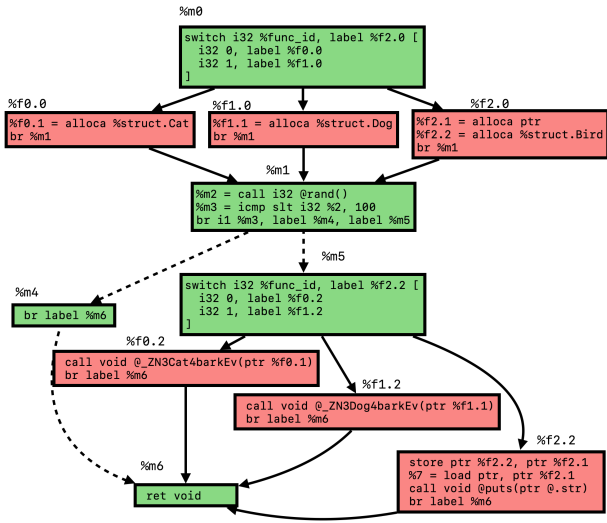 %m0
switch i32 %func_id, label %f2.0 [
i32 0, label %f0.0
i32 1, label %f1.0
]
%f0.0
%f0.1 = alloca %struct.Cat
br %m1
%f1.0
%f1.1 = alloca %struct.Dog
br %m1
%f2.0
%f2.1 = alloca ptr
%f2.2 = alloca %struct.Bird
br %m1
%m1
%m2 = call i32 @rand()
%m3 = icmp slt i32 %2, 100
br i1 %m3, label %m4, label %m5
%m4
br label %m6
%m5
switch i32 %func_id, label %f2.2 [
i32 0, label %f0.2
i32 1, label %f1.2
]
%f0.2
call void @_ZN3Cat4barkEv(ptr %f0.1)
br label %m6
%f1.2
call void @_ZN3Dog4barkEv(ptr %f1.1)
br label %m6
%f2.2
store ptr %f2.2, ptr %f2.1
%7 = load ptr, ptr %f2.1
call void @puts(ptr @.str)
br label %m6
%m6
ret void